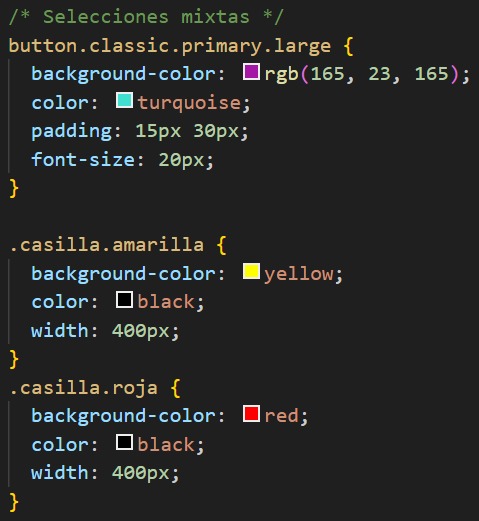 /* Selecciones mixtas */
button.classic.primary.large {
  background-color: rgb(165, 23, 165);
  color: turquoise;
  padding: 15px 30px;
  font-size: 20px;
}

.casilla.amarilla {
  background-color: yellow;
  color: black;
  width: 400px;
}
.casilla.roja {
  background-color: red;
  color: black;
  width: 400px;
}